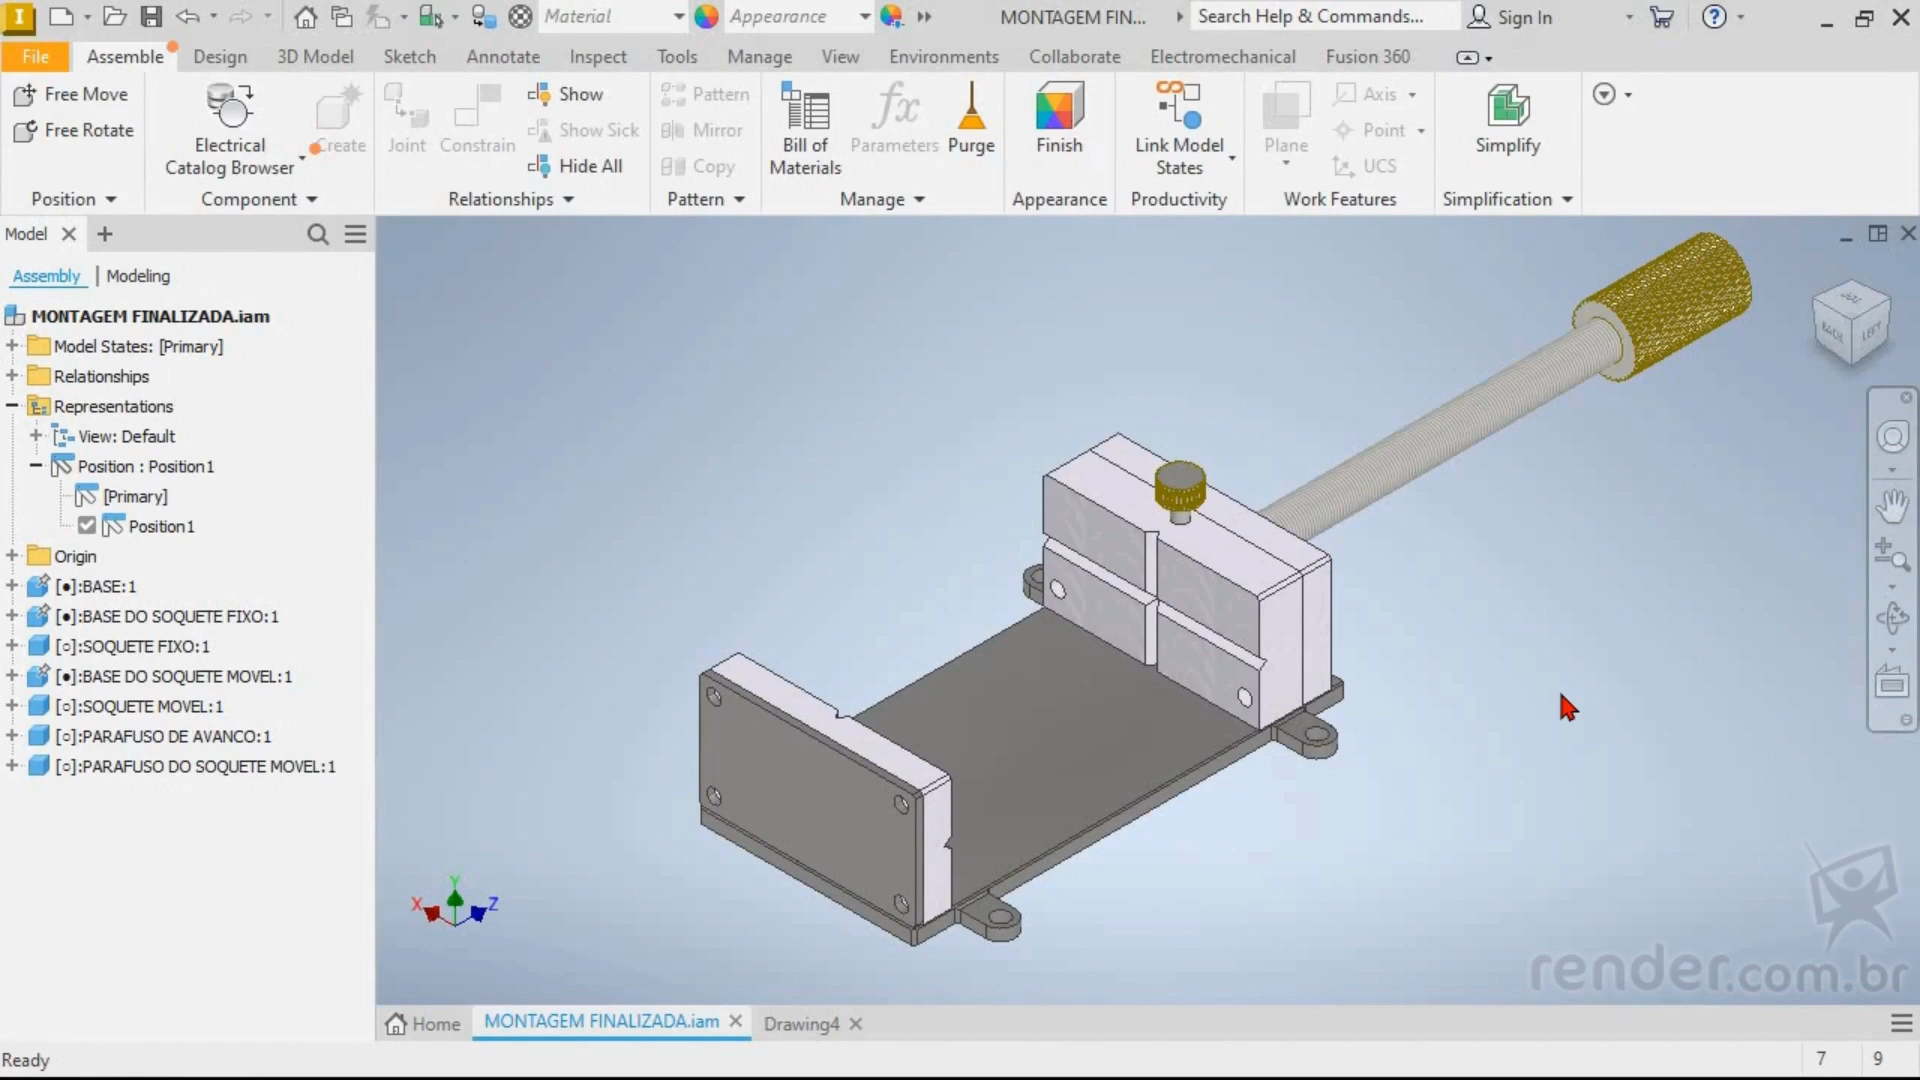 I Material Appearance MONTAGEM FIN... Search Help & Commands... Sign In
File Assemble Design 3D Model Sketch Annotate Inspect Tools Manage View Environments Collaborate Electromechanical Fusion 360
Free Move
Free Rotate
Position
Electrical
Catalog Browser
Create
Component
Joint
Constrain
Show
Show Sick
Hide All
Relationships
Pattern
Mirror
Copy
Pattern
Bill of
Materials
fx
Parameters
Purge
Manage
Finish
Appearance
Link Model
States
Productivity
Plane
Axis
Point
UCS
Work Features
Simplify
Simplification
Model
Assembly | Modeling
MONTAGEM FINALIZADA.iam
Model States: [Primary]
Relationships
Representations
View: Default
Position : Position1
[Primary]
Position1
Origin
[●]:BASE:1
[●]:BASE DO SOQUETE FIXO:1
[○]:SOQUETE FIXO:1
[●]:BASE DO SOQUETE MOVEL:1
[○]:SOQUETE MOVEL:1
[○]:PARAFUSO DE AVANCO:1
[○]:PARAFUSO DO SOQUETE MOVEL:1
TOP
BACK
LEFT
X
Y
Z
render.com.br
Home MONTAGEM FINALIZADA.iam Drawing4
Ready 7 9